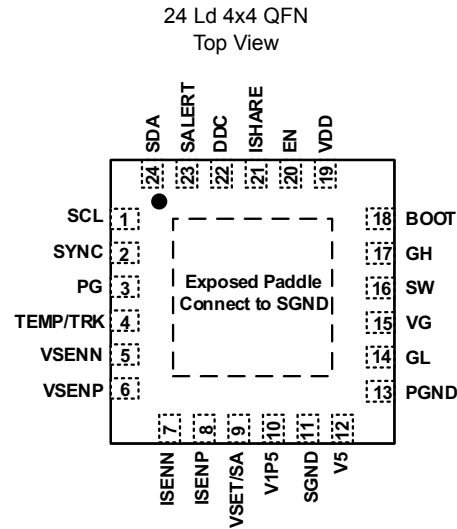 24 Ld 4x4 QFN
Top View
SDA
SALERT
DDC
ISHARE
EN
VDD
24
23
22
21
20
19
SCL 1
SYNC 2
PG 3
TEMP/TRK 4
VSENN 5
VSENP 6
Exposed Paddle
Connect to SGND
18 BOOT
17 GH
16 SW
15 VG
14 GL
13 PGND
7
8
9
10
11
12
ISENN
ISENP
VSET/SA
V1P5
SGND
V5